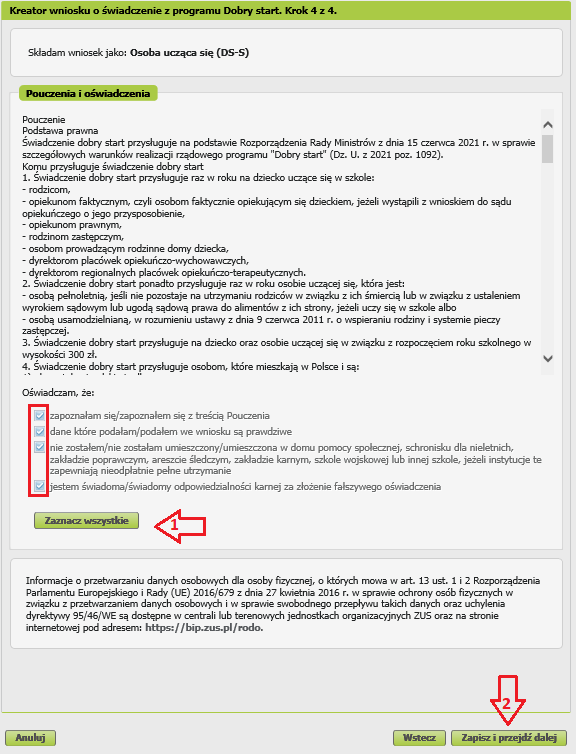 Kreator wniosku o świadczenie z programu Dobry start. Krok 4 z 4.
Składam wniosek jako: Osoba ucząca się (DS-S)
Pouczenia i oświadczenia
Pouczenie
Podstawa prawna
Świadczenie dobry start przysługuje na podstawie Rozporządzenia Rady Ministrów z dnia 15 czerwca 2021 r. w sprawie
szczegółowych warunków realizacji rządowego programu "Dobry start" (Dz. U. z 2021 poz. 1092).
Komu przysługuje świadczenie dobry start
1. Świadczenie dobry start przysługuje raz w roku na dziecko uczące się w szkole:
- rodzicom,
- opiekunom faktycznym, czyli osobom faktycznie opiekującym się dzieckiem, jeżeli wystąpili z wnioskiem do sądu
opiekuńczego o jego przysposobienie,
- opiekunom prawnym,
- rodzinom zastępczym,
- osobom prowadzącym rodzinne domy dziecka,
- dyrektorom placówek opiekuńczo-wychowawczych,
- dyrektorom regionalnych placówek opiekuńczo-terapeutycznych.
2. Świadczenie dobry start ponadto przysługuje raz w roku osobie uczącej się, która jest:
- osobą pełnoletnią, jeśli nie pozostaje na utrzymaniu rodziców w związku z ich śmiercią lub w związku z ustaleniem
wyrokiem sądowym lub ugodą sądową prawa do alimentów z ich strony, jeżeli uczy się w szkole albo
- osobą usamodzielnianą, w rozumieniu ustawy z dnia 9 czerwca 2011 r. o wspieraniu rodziny i systemie pieczy
zastępczej.
3. Świadczenie dobry start przysługuje na dziecko oraz osobie uczącej się w związku z rozpoczęciem roku szkolnego w
wysokości 300 zł.
4. Świadczenie dobry start przysługuje osobom, które mieszkają w Polsce i są:
Oświadczam, że:
zapoznałam się/zapoznałem się z treścią Pouczenia
dane które podałam/podałem we wniosku są prawdziwe
nie zostałem/nie zostałam umieszczony/umieszczona w domu pomocy społecznej, schronisku dla nieletnich,
zakładzie poprawczym, areszcie śledczym, zakładzie karnym, szkole wojskowej lub innej szkole, jeżeli instytucje te
zapewniają nieodpłatnie pełne utrzymanie
jestem świadoma/świadomy odpowiedzialności karnej za złożenie fałszywego oświadczenia
Zaznacz wszystkie
1
Informacje o przetwarzaniu danych osobowych dla osoby fizycznej, o których mowa w art. 13 ust. 1 i 2 Rozporządzenia
Parlamentu Europejskiego i Rady (UE) 2016/679 z dnia 27 kwietnia 2016 r. w sprawie ochrony osób fizycznych w
związku z przetwarzaniem danych osobowych i w sprawie swobodnego przepływu takich danych oraz uchylenia
dyrektywy 95/46/WE są dostępne w centrali lub terenowych jednostkach organizacyjnych ZUS oraz na stronie
internetowej pod adresem: https://bip.zus.pl/rodo.
2
Anuluj
Wstecz
Zapisz i przejdź dalej